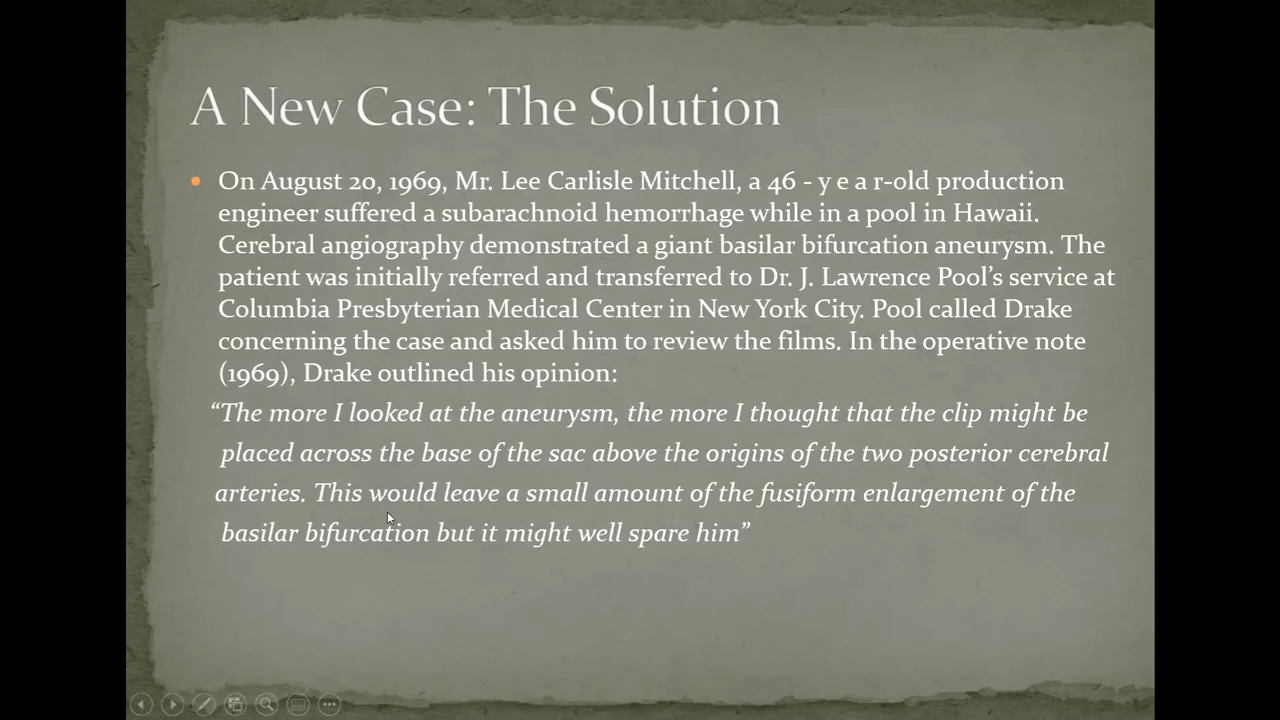 A New Case: The Solution
• On August 20, 1969, Mr. Lee Carlisle Mitchell, a 46 - y e a r-old production
engineer suffered a subarachnoid hemorrhage while in a pool in Hawaii.
Cerebral angiography demonstrated a giant basilar bifurcation aneurysm. The
patient was initially referred and transferred to Dr. J. Lawrence Pool’s service at
Columbia Presbyterian Medical Center in New York City. Pool called Drake
concerning the case and asked him to review the films. In the operative note
(1969), Drake outlined his opinion:
“The more I looked at the aneurysm, the more I thought that the clip might be
placed across the base of the sac above the origins of the two posterior cerebral
arteries. This would leave a small amount of the fusiform enlargement of the
basilar bifurcation but it might well spare him”